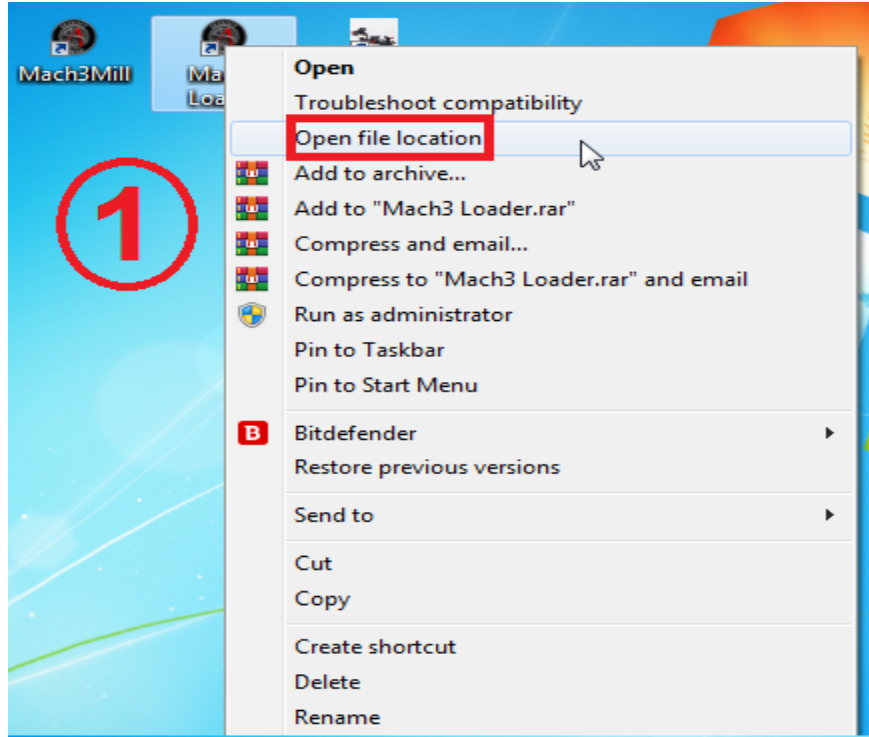 Mach3Mill
Open
Troubleshoot compatibility
Open file location
Add to archive...
Add to "Mach3 Loader.rar"
Compress and email...
Compress to "Mach3 Loader.rar" and email
Run as administrator
Pin to Taskbar
Pin to Start Menu
B Bitdefender
Restore previous versions
Send to
Cut
Copy
Create shortcut
Delete
Rename
1